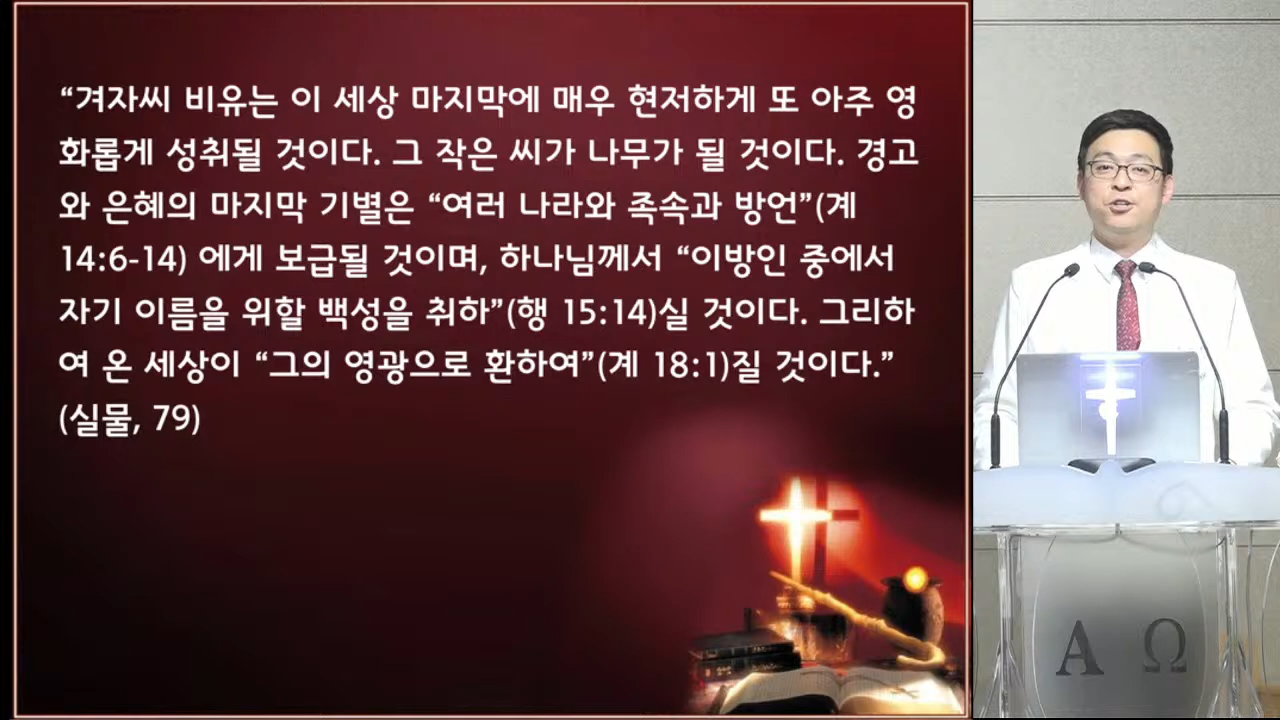 “겨자씨 비유는 이 세상 마지막에 매우 현저하게 또 아주 영
화롭게 성취될 것이다. 그 작은 씨가 나무가 될 것이다. 경고
와 은혜의 마지막 기별은 “여러 나라와 족속과 방언”(계
14:6-14) 에게 보급될 것이며, 하나님께서 “이방인 중에서
자기 이름을 위할 백성을 취하”(행 15:14)실 것이다. 그리하
여 온 세상이 “그의 영광으로 환하여”(계 18:1)질 것이다.”
(실물, 79)
Α Ω